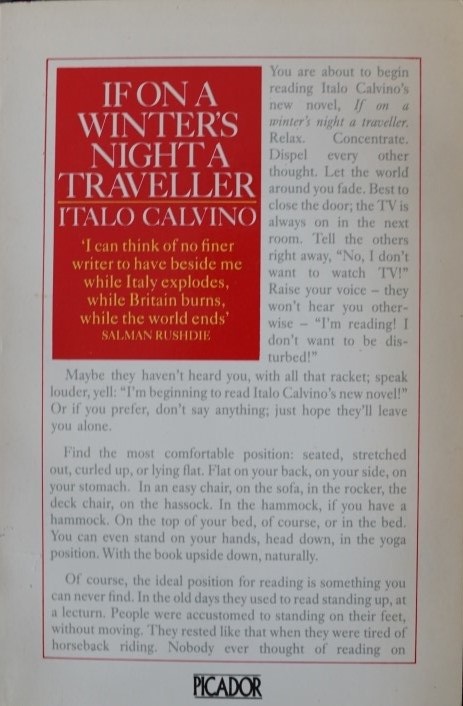 IF ON A
WINTER'S
NIGHT A
TRAVELLER
ITALO CALVINO
'I can think of no finer
writer to have beside me
while Italy explodes,
while Britain burns,
while the world ends'
SALMAN RUSHDIE
You are about to begin
reading Italo Calvino's
new novel, If on a
winter's night a traveller.
Relax. Concentrate.
Dispel every other
thought. Let the world
around you fade. Best to
close the door; the TV is
always on in the next
room. Tell the others
right away, "No, I don't
want to watch TV!"
Raise your voice – they
won't hear you other-
wise – "I'm reading! I
don't want to be dis-
turbed!"
Maybe they haven't heard you, with all that racket; speak
louder, yell: "I'm beginning to read Italo Calvino's new novel!"
Or if you prefer, don't say anything; just hope they'll leave
you alone.
Find the most comfortable position: seated, stretched
out, curled up, or lying flat. Flat on your back, on your side, on
your stomach. In an easy chair, on the sofa, in the rocker, the
deck chair, on the hassock. In the hammock, if you have a
hammock. On the top of your bed, of course, or in the bed.
You can even stand on your hands, head down, in the yoga
position. With the book upside down, naturally.
Of course, the ideal position for reading is something you
can never find. In the old days they used to read standing up, at
a lecturn. People were accustomed to standing on their feet,
without moving. They rested like that when they were tired of
horseback riding. Nobody ever thought of reading on
PICADOR